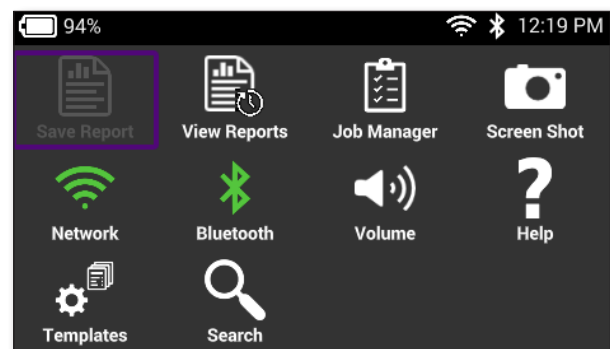 94% 12:19 PM
Save Report View Reports Job Manager Screen Shot
Network Bluetooth Volume Help
Templates Search